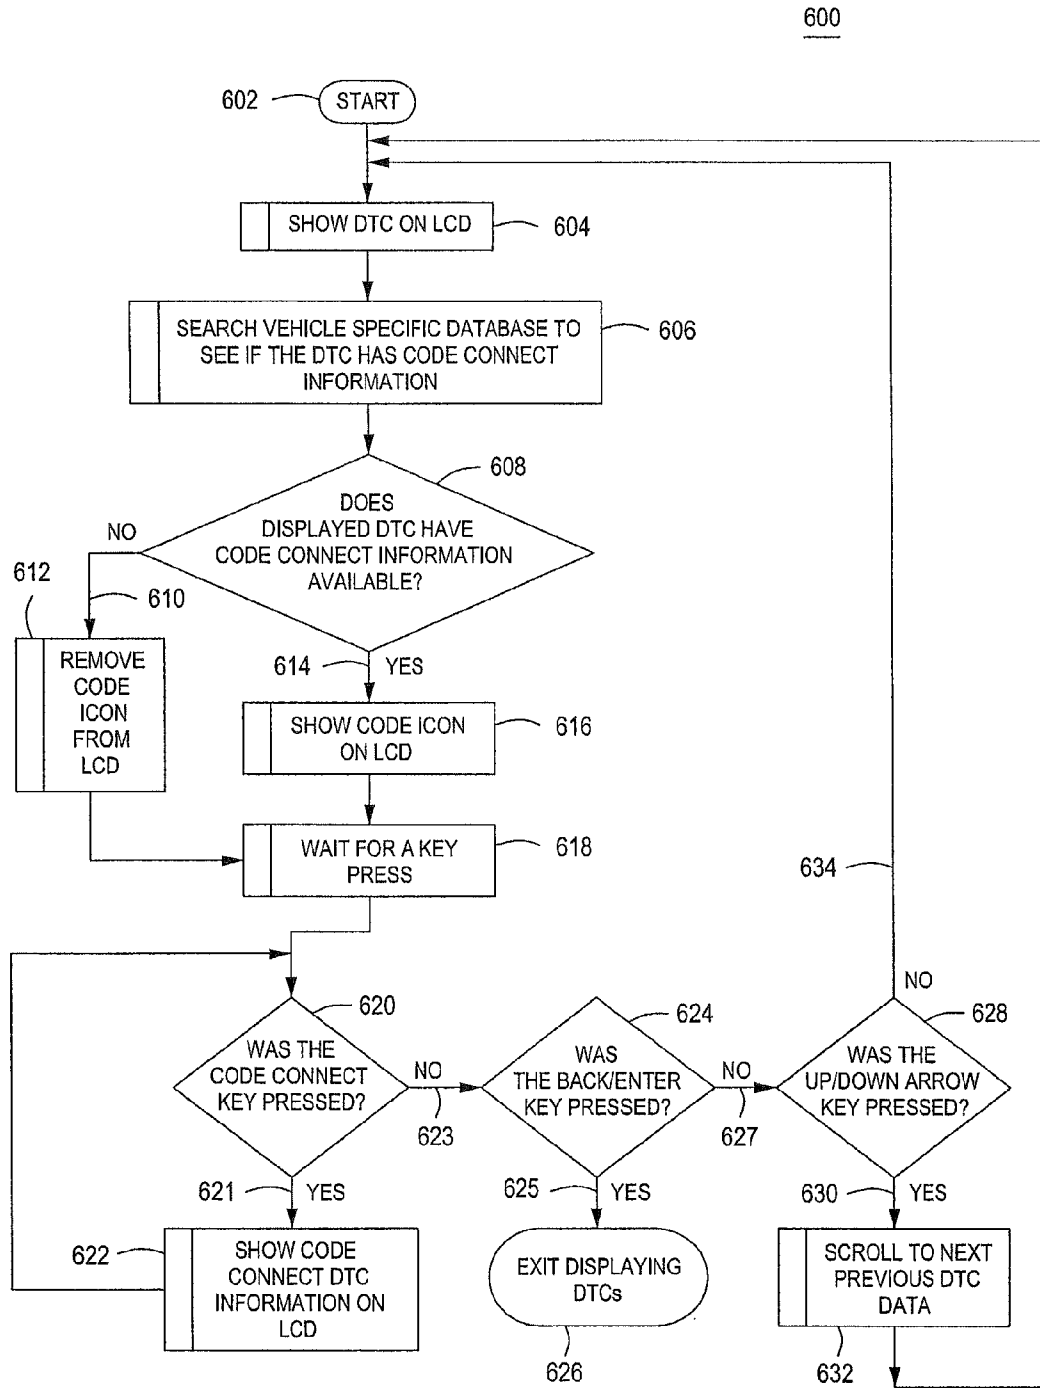 600
602
START
SHOW DTC ON LCD
604
SEARCH VEHICLE SPECIFIC DATABASE TO
SEE IF THE DTC HAS CODE CONNECT
INFORMATION
606
608
DOES
DISPLAYED DTC HAVE
CODE CONNECT INFORMATION
AVAILABLE?
NO
610
612
REMOVE
CODE
ICON
FROM
LCD
614
YES
SHOW CODE ICON
ON LCD
616
WAIT FOR A KEY
PRESS
618
634
620
WAS THE
CODE CONNECT
KEY PRESSED?
NO
623
624
WAS
THE BACK/ENTER
KEY PRESSED?
NO
627
NO
628
WAS THE
UP/DOWN ARROW
KEY PRESSED?
621
YES
622
SHOW CODE
CONNECT DTC
INFORMATION ON
LCD
625
YES
EXIT DISPLAYING
DTCs
626
630
YES
SCROLL TO NEXT
PREVIOUS DTC
DATA
632